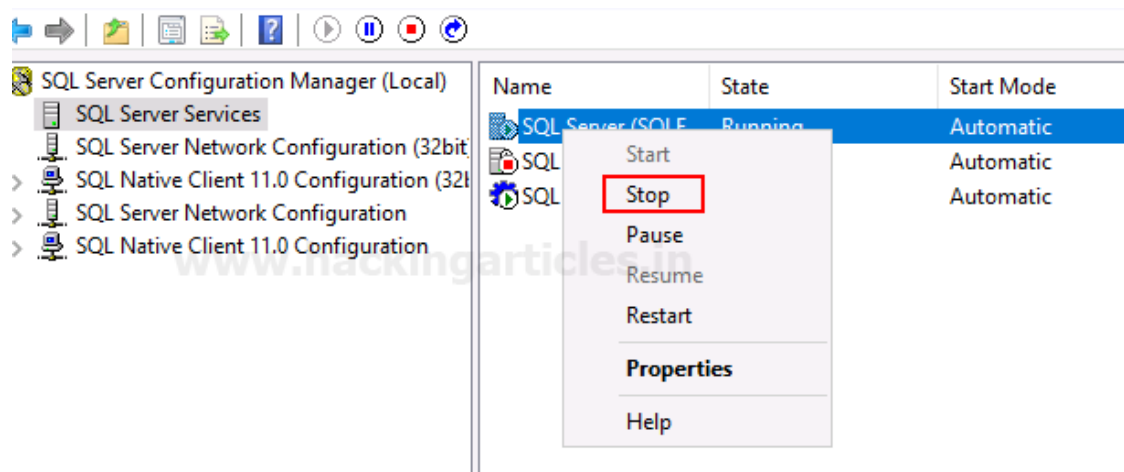 SQL Server Configuration Manager (Local)
SQL Server Services
SQL Server Network Configuration (32bit
SQL Native Client 11.0 Configuration (32
SQL Server Network Configuration
SQL Native Client 11.0 Configuration
Name State Start Mode
SQL Server (SQLE Running Automatic
SQL Automatic
SQL Automatic
Start
Stop
Pause
Resume
Restart
Properties
Help
www.hackingarticles.in